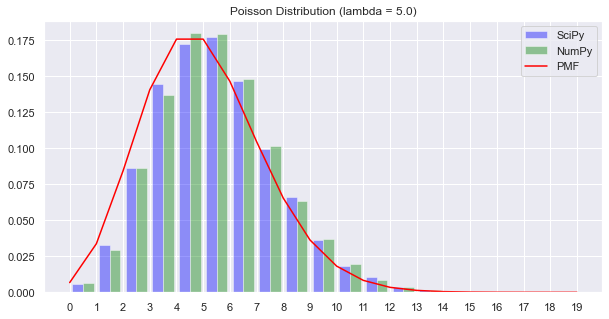 Poisson Distribution (lambda = 5.0)
SciPy
NumPy
PMF
0.175
0.150
0.125
0.100
0.075
0.050
0.025
0.000
0 1 2 3 4 5 6 7 8 9 10 11 12 13 14 15 16 17 18 19